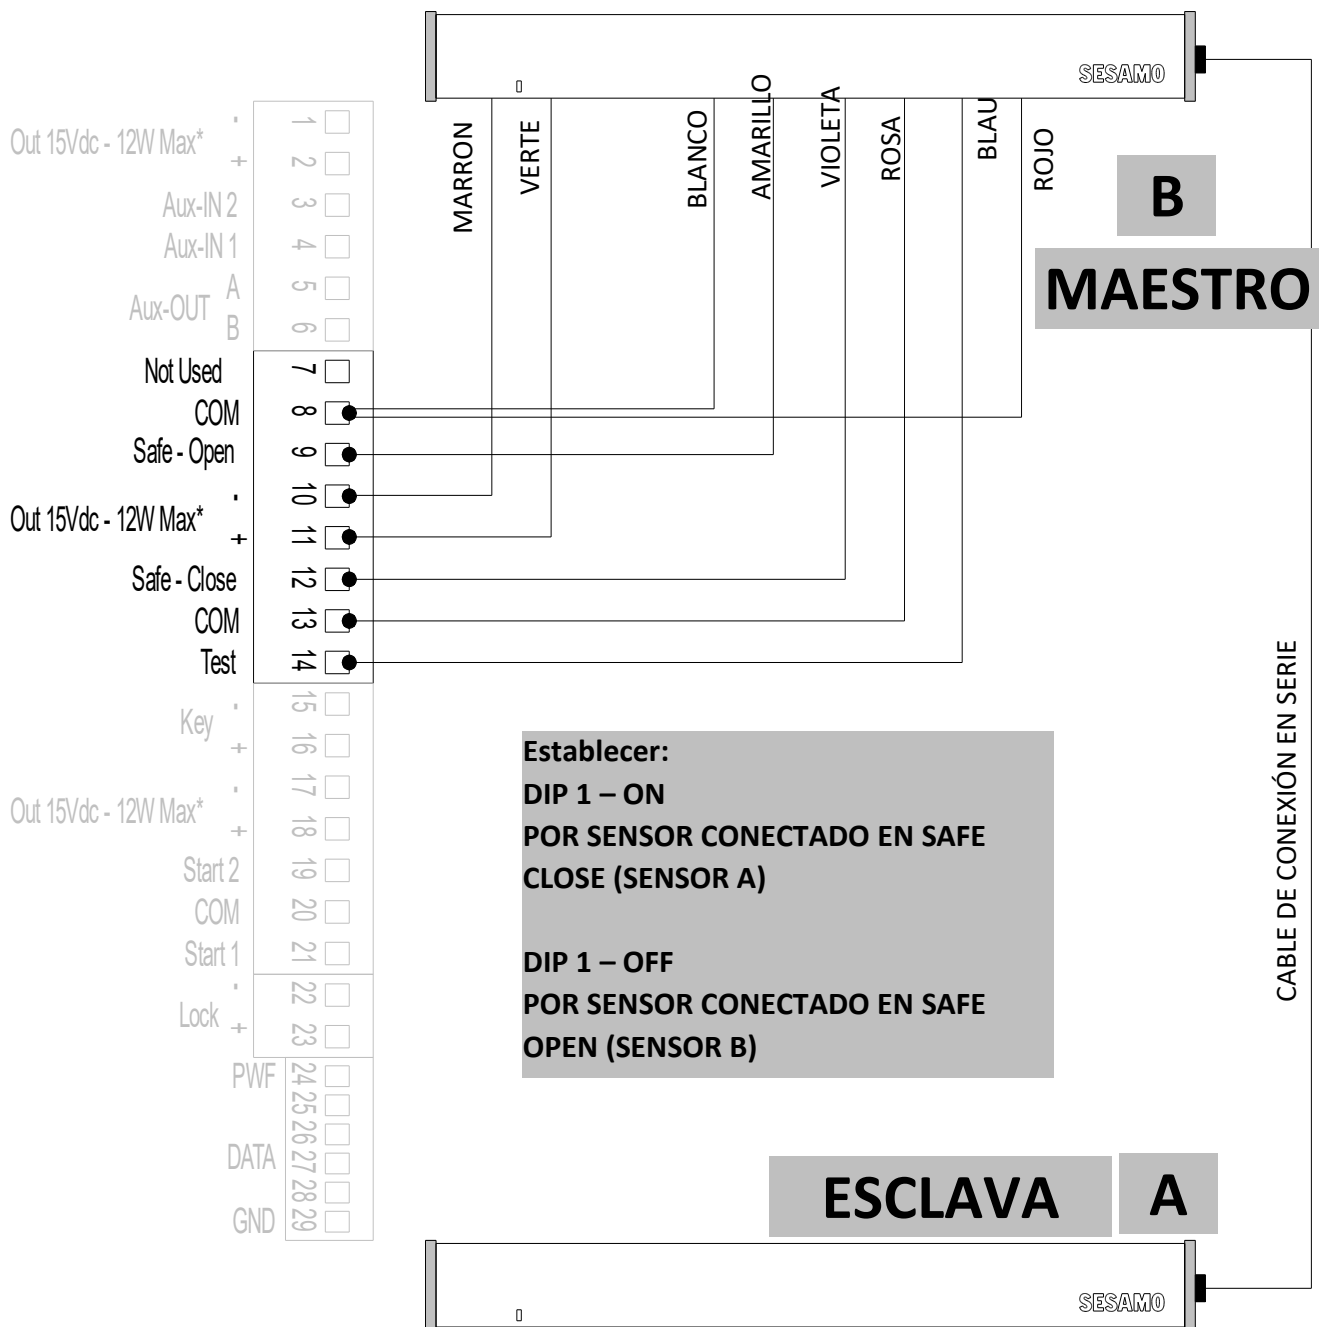 SESAMO
MARRON
VERTE
BLANCO
AMARILLO
VIOLETA
ROSA
BLAU
ROJO
B
MAESTRO
Out 15Vdc - 12W Max*
-
+
1
2
Aux-IN 2
3
Aux-IN 1
4
Aux-OUT
A
B
5
6
Not Used
7
COM
8
Safe - Open
9
Out 15Vdc - 12W Max*
-
+
10
11
Safe - Close
12
COM
13
Test
14
Key
-
+
15
16
Out 15Vdc - 12W Max*
-
+
17
18
Start 2
19
COM
20
Start 1
21
Lock
-
+
22
23
PWF
24
25
26
DATA
27
28
GND
29
Establecer:
DIP 1 – ON
POR SENSOR CONECTADO EN SAFE
CLOSE (SENSOR A)
DIP 1 – OFF
POR SENSOR CONECTADO EN SAFE
OPEN (SENSOR B)
CABLE DE CONEXIÓN EN SERIE
ESCLAVA
A
SESAMO